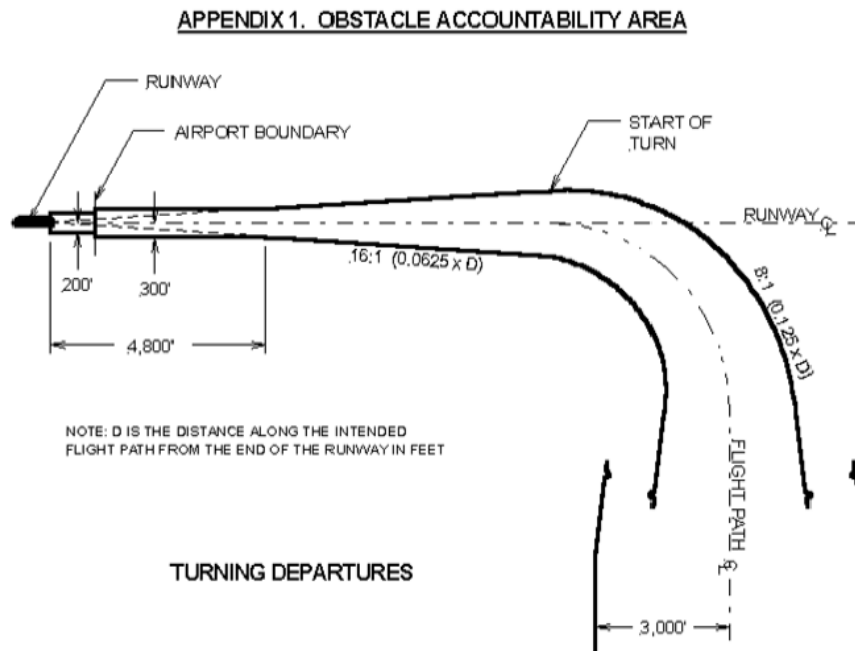 APPENDIX 1. OBSTACLE ACCOUNTABILITY AREA
RUNWAY
AIRPORT BOUNDARY
START OF
TURN
RUNWAY ℄
200'
300'
16:1 (0.0625 x D)
8:1 (0.125 x D)
4,800'
NOTE: D IS THE DISTANCE ALONG THE INTENDED
FLIGHT PATH FROM THE END OF THE RUNWAY IN FEET
FLIGHT PATH ℄
TURNING DEPARTURES
3,000'